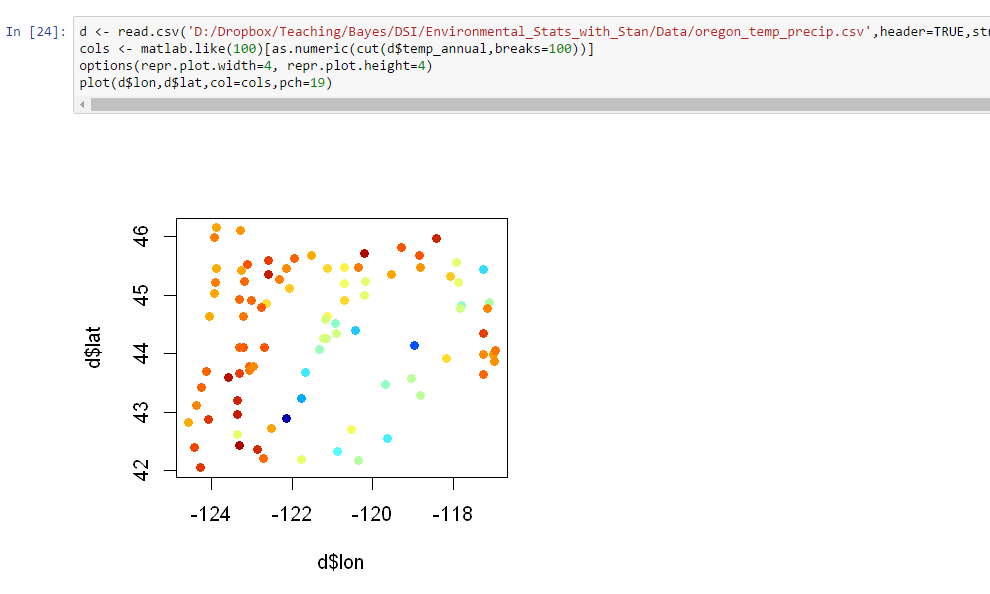 In [24]: d <- read.csv('D:/Dropbox/Teaching/Bayes/DSI/Environmental_Stats_with_Stan/Data/oregon_temp_precip.csv',header=TRUE,str
cols <- matlab.like(100)[as.numeric(cut(d$temp_annual,breaks=100))]
options(repr.plot.width=4, repr.plot.height=4)
plot(d$lon,d$lat,col=cols,pch=19)
46
45
44
43
42
d$lat
-124 -122 -120 -118
d$lon